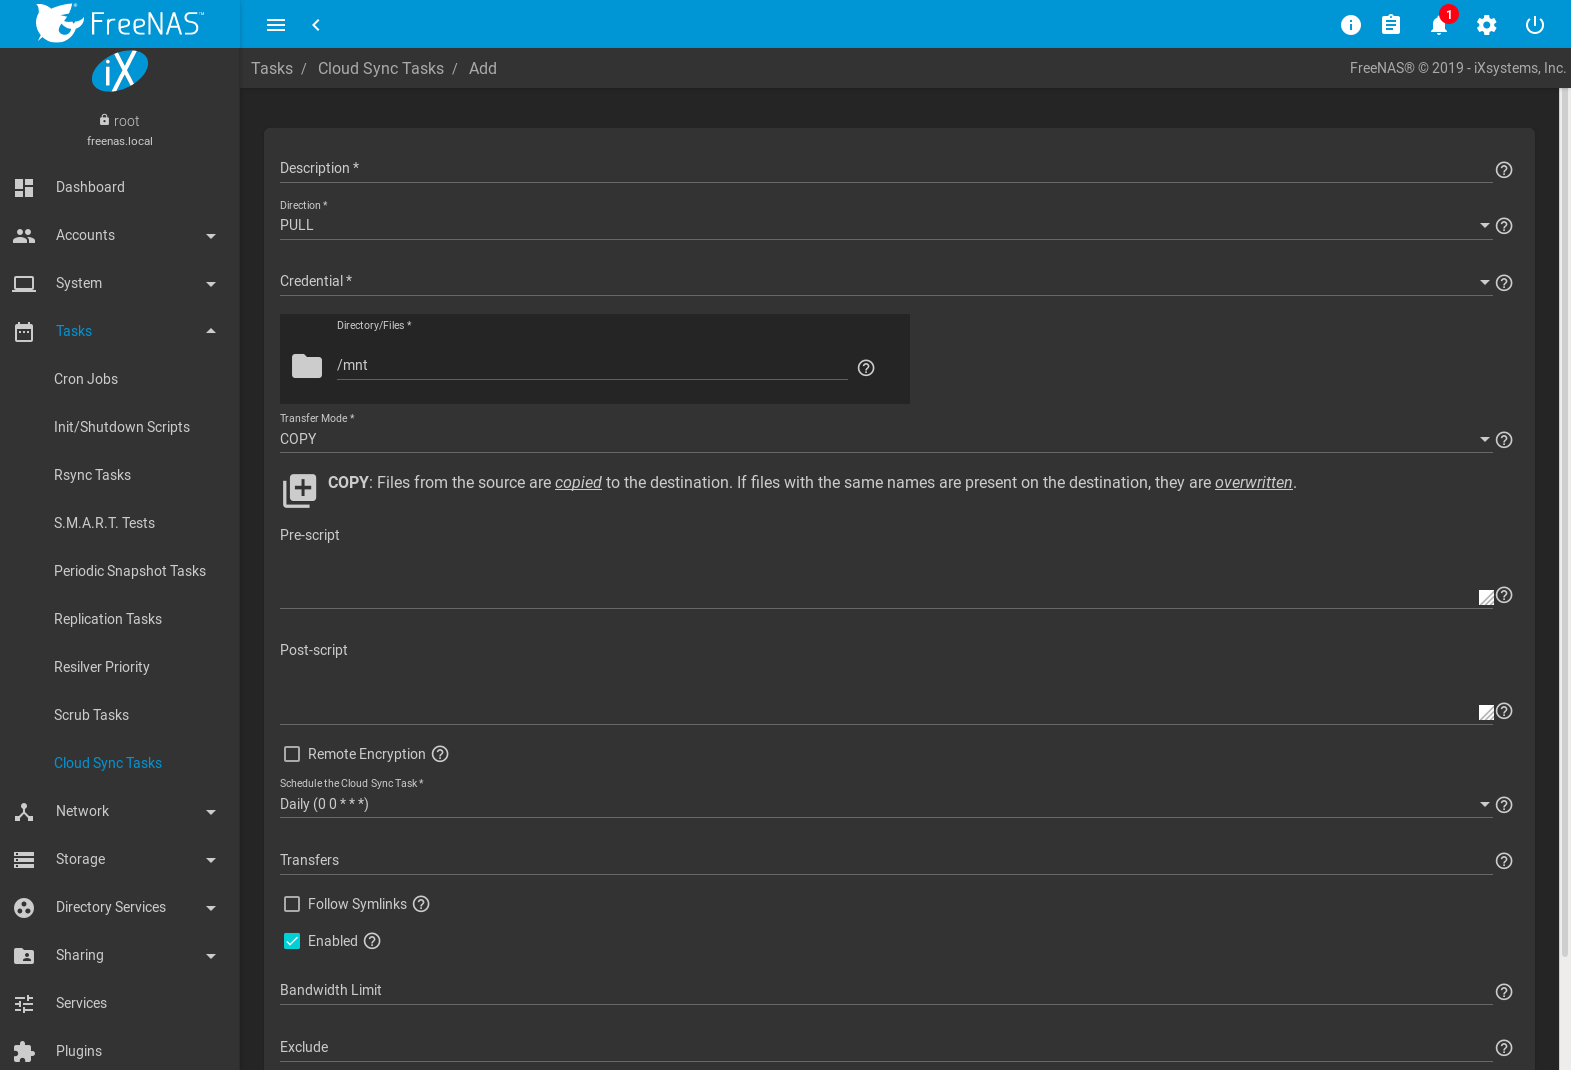 FreeNAS™
1
iX
Tasks / Cloud Sync Tasks / Add
FreeNAS® © 2019 - iXsystems, Inc.
root
freenas.local
Dashboard
Accounts
System
Tasks
Cron Jobs
Init/Shutdown Scripts
Rsync Tasks
S.M.A.R.T. Tests
Periodic Snapshot Tasks
Replication Tasks
Resilver Priority
Scrub Tasks
Cloud Sync Tasks
Network
Storage
Directory Services
Sharing
Services
Plugins
Description *
Direction *
PULL
Credential *
Directory/Files *
/mnt
Transfer Mode *
COPY
COPY: Files from the source are copied to the destination. If files with the same names are present on the destination, they are overwritten.
Pre-script
Post-script
Remote Encryption
Schedule the Cloud Sync Task *
Daily (0 0 * * *)
Transfers
Follow Symlinks
Enabled
Bandwidth Limit
Exclude